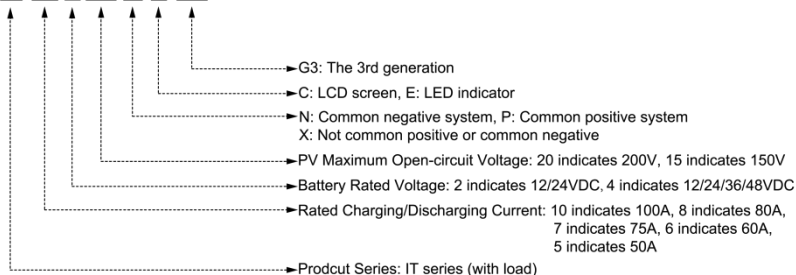 G3: The 3rd generation
C: LCD screen, E: LED indicator
N: Common negative system, P: Common positive system
X: Not common positive or common negative
PV Maximum Open-circuit Voltage: 20 indicates 200V, 15 indicates 150V
Battery Rated Voltage: 2 indicates 12/24VDC, 4 indicates 12/24/36/48VDC
Rated Charging/Discharging Current: 10 indicates 100A, 8 indicates 80A,
7 indicates 75A, 6 indicates 60A,
5 indicates 50A
Prodcut Series: IT series (with load)